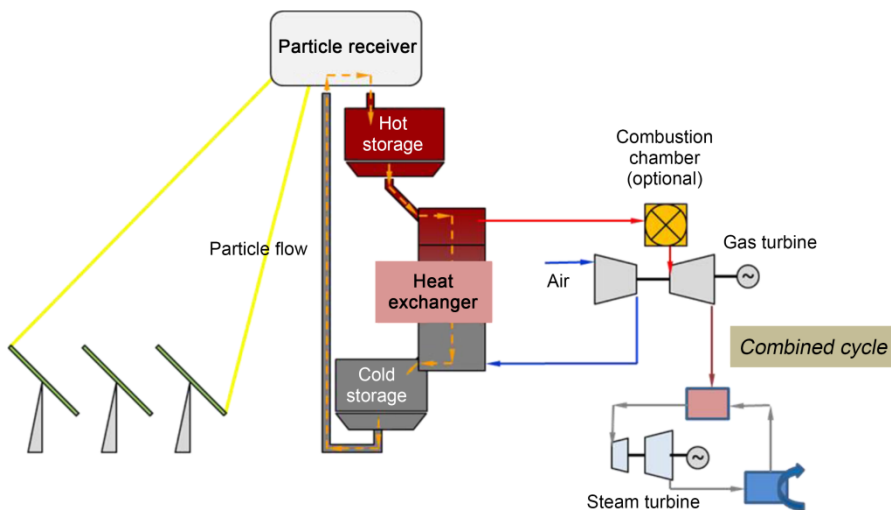 Particle receiver
Hot
storage
Combustion
chamber
(optional)
Particle flow
Gas turbine
Air
Heat
exchanger
Combined cycle
Cold
storage
Steam turbine
~
~